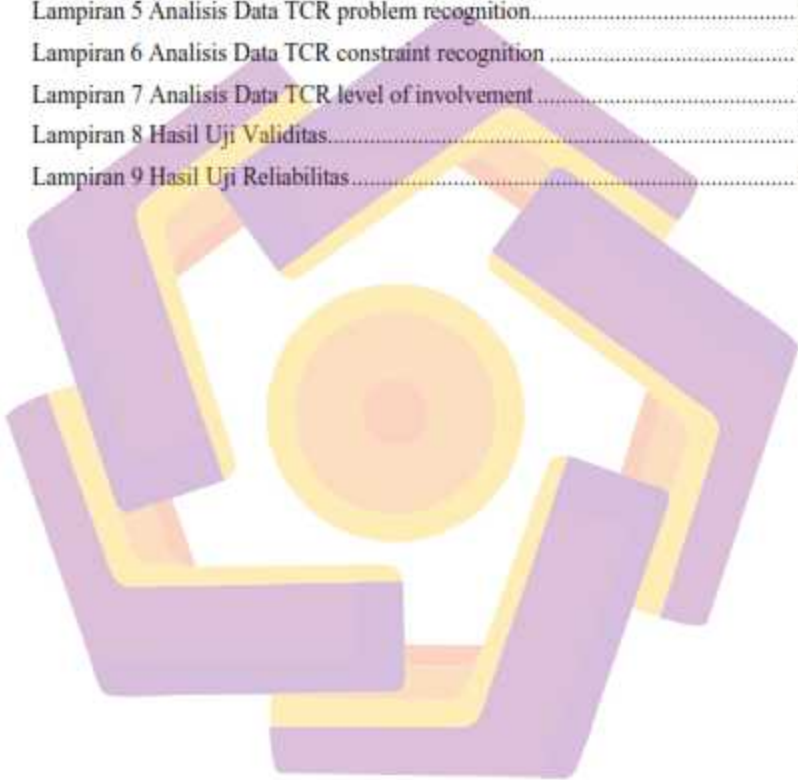 Lampiran 5 Analisis Data TCR problem recognition............................................
Lampiran 6 Analisis Data TCR constraint recognition .........................................
Lampiran 7 Analisis Data TCR level of involvement ...........................................
Lampiran 8 Hasil Uji Validitas................................................................................
Lampiran 9 Hasil Uji Reliabilitas............................................................................